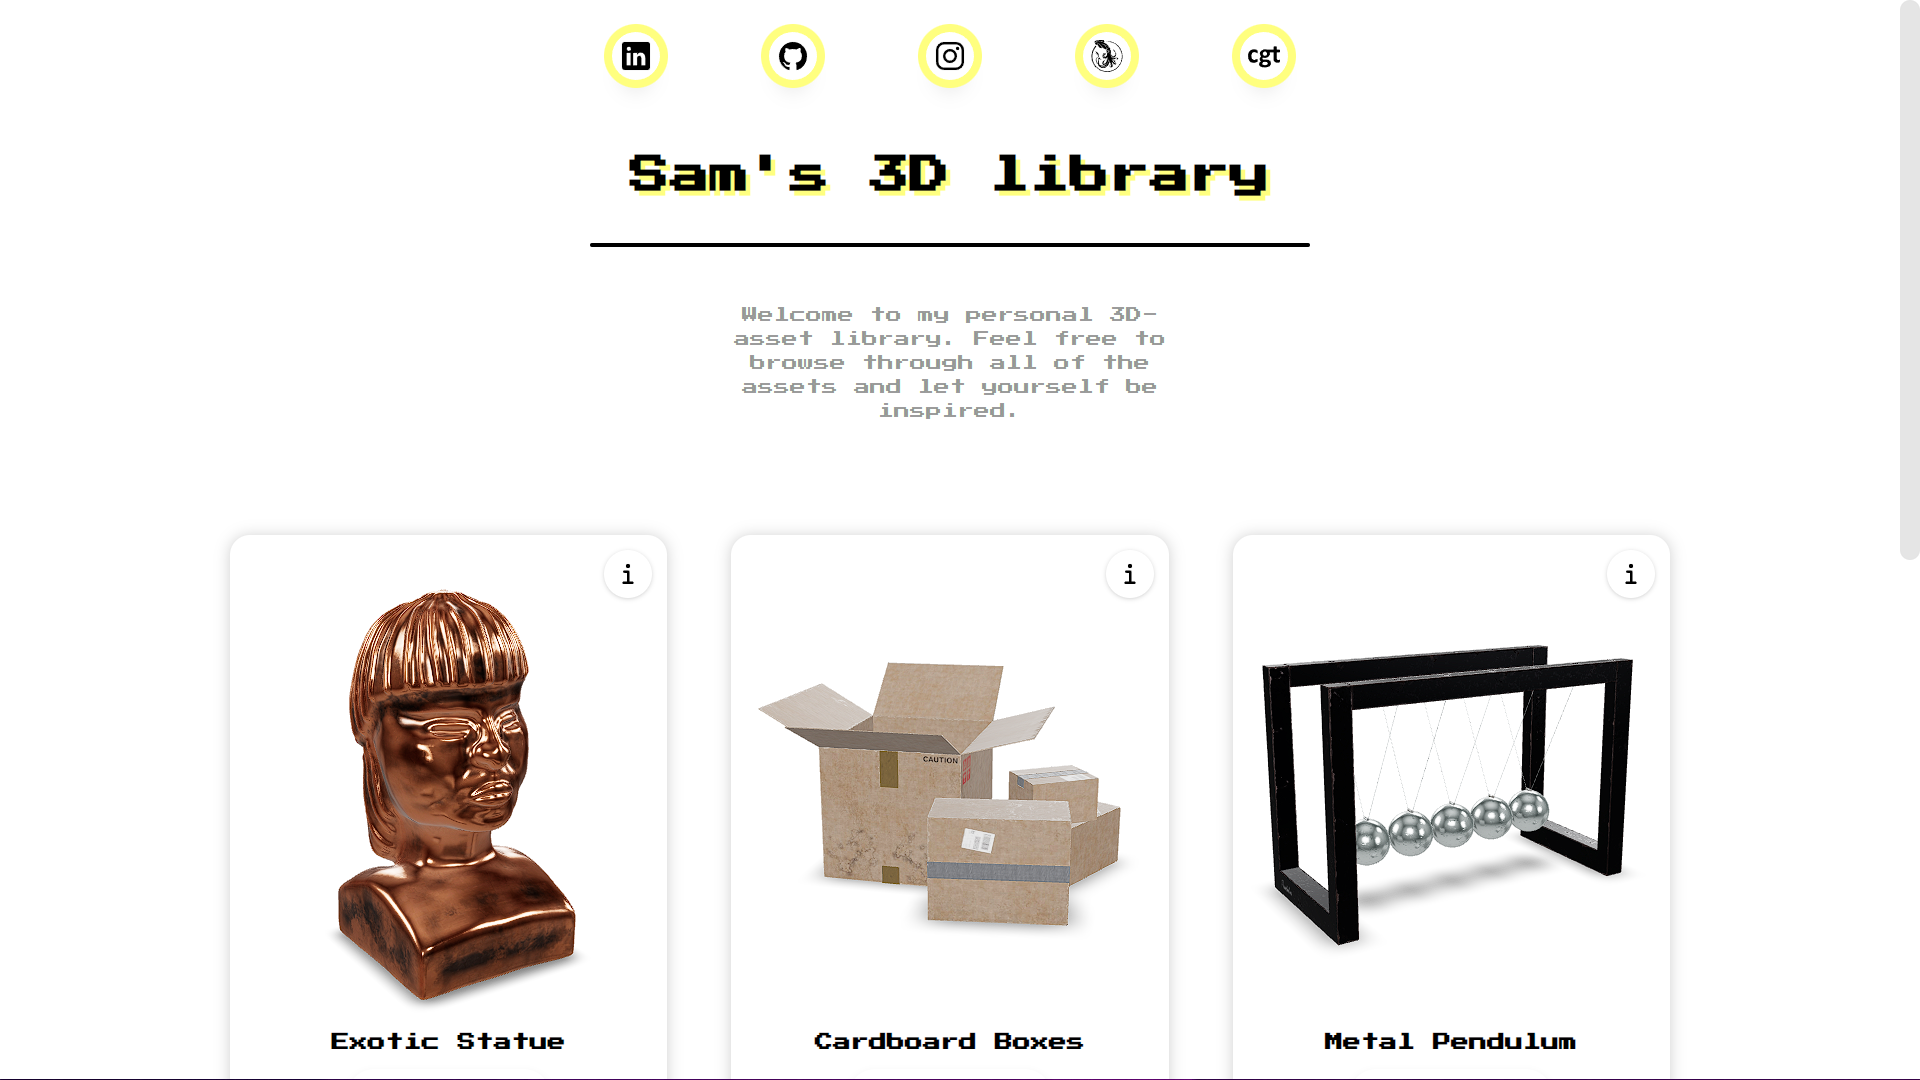 in
cgt
Sam's 3D library
Welcome to my personal 3D-
asset library. Feel free to
browse through all of the
assets and let yourself be
inspired.
i
i
i
CAUTION
Exotic Statue
Cardboard Boxes
Metal Pendulum